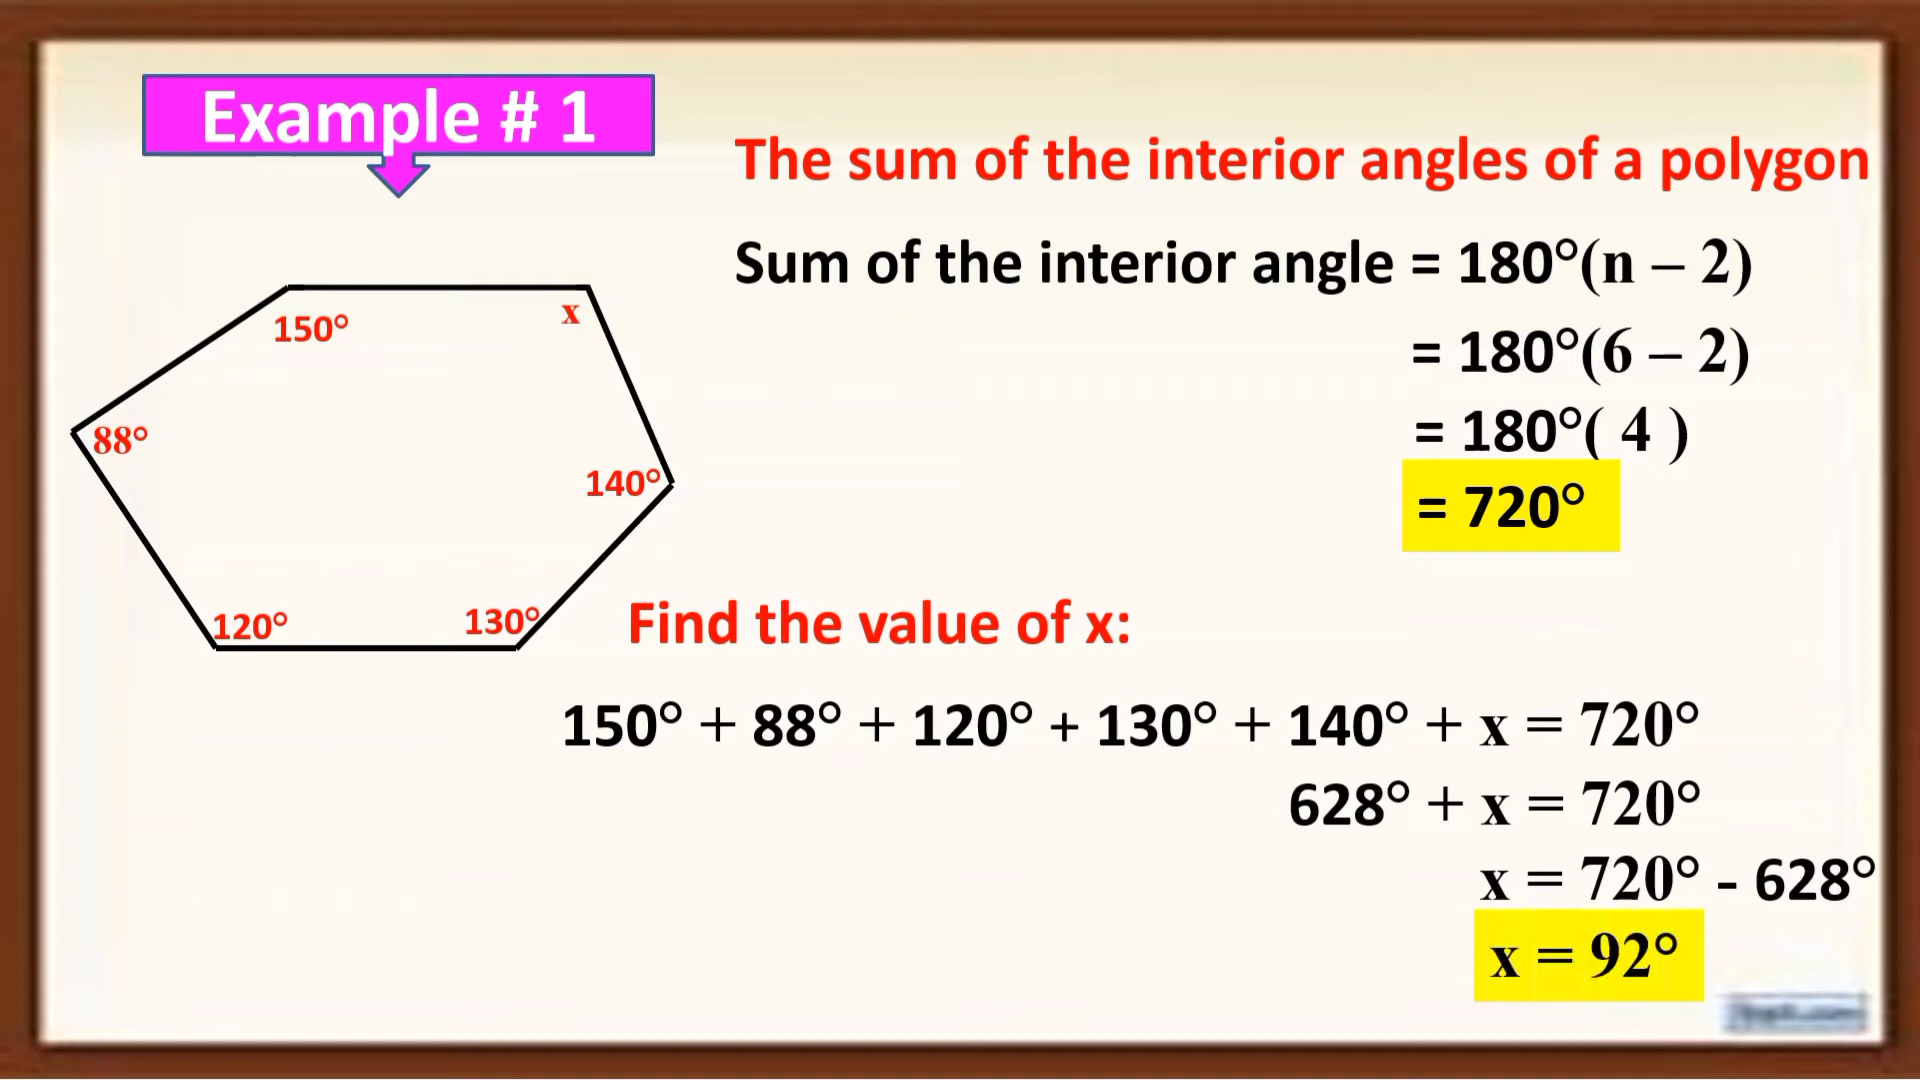 Example # 1
The sum of the interior angles of a polygon
Sum of the interior angle = 180°(n – 2)
= 180°(6 – 2)
= 180°( 4 )
= 720°
150°
x
88°
140°
120°
130°
Find the value of x:
150° + 88° + 120° + 130° + 140° + x = 720°
628° + x = 720°
x = 720° - 628°
x = 92°